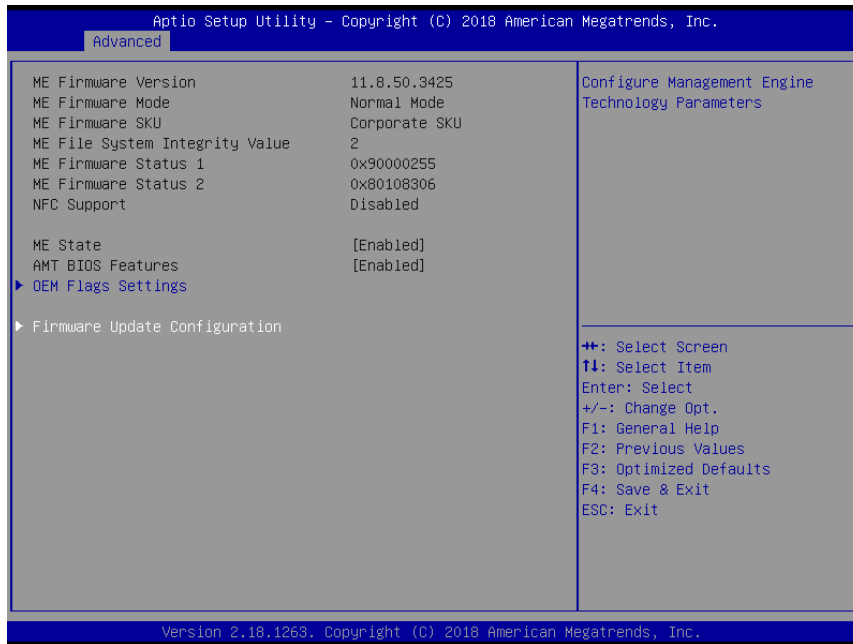 Aptio Setup Utility – Copyright (C) 2018 American Megatrends, Inc.
Advanced
ME Firmware Version 11.8.50.3425
ME Firmware Mode Normal Mode
ME Firmware SKU Corporate SKU
ME File System Integrity Value 2
ME Firmware Status 1 0x90000255
ME Firmware Status 2 0x80108306
NFC Support Disabled
ME State [Enabled]
AMT BIOS Features [Enabled]
OEM Flags Settings
Firmware Update Configuration
Configure Management Engine
Technology Parameters
→←: Select Screen
↑↓: Select Item
Enter: Select
+/-: Change Opt.
F1: General Help
F2: Previous Values
F3: Optimized Defaults
F4: Save & Exit
ESC: Exit
Version 2.18.1263. Copyright (C) 2018 American Megatrends, Inc.